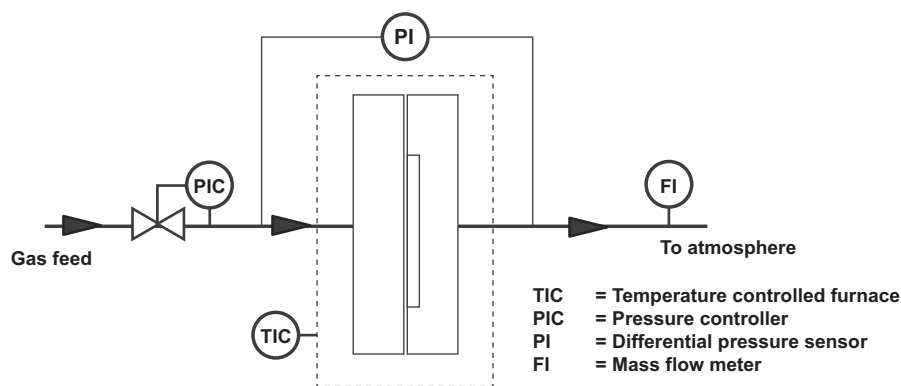 PI
PIC
FI
Gas feed
To atmosphere
TIC
TIC = Temperature controlled furnace
PIC = Pressure controller
PI = Differential pressure sensor
FI = Mass flow meter